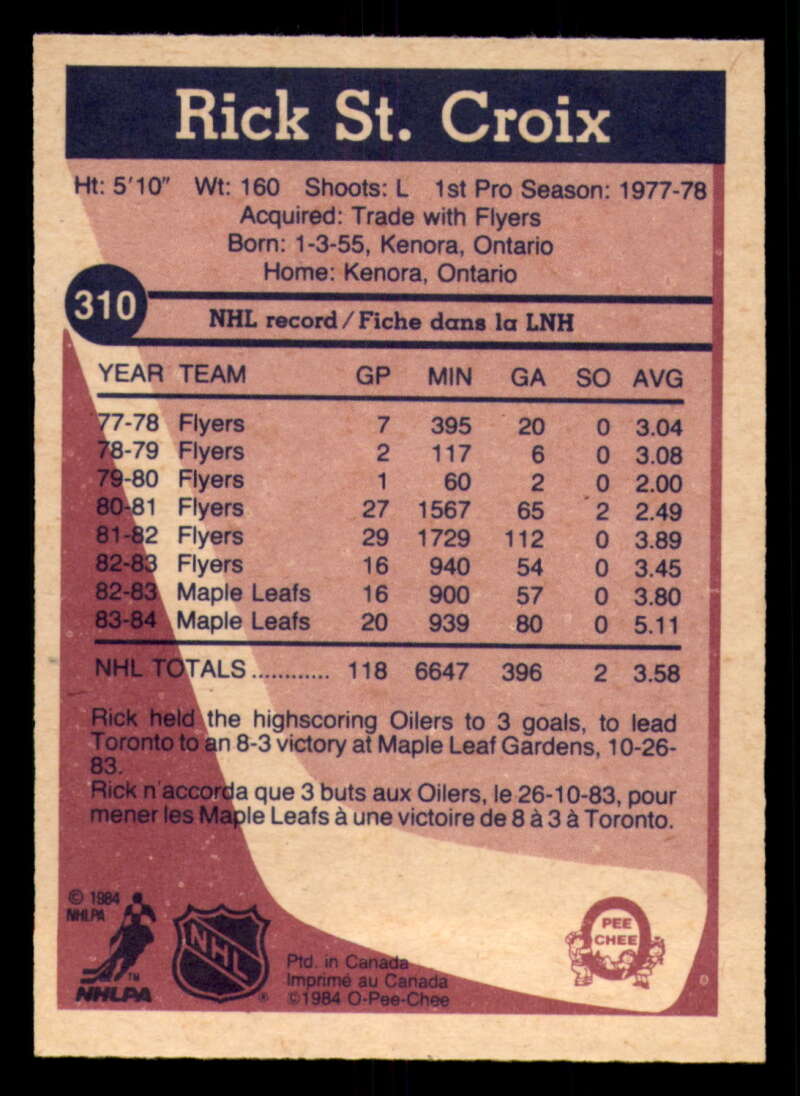 Rick St. Croix
Ht: 5'10" Wt: 160 Shoots: L 1st Pro Season: 1977-78
Acquired: Trade with Flyers
Born: 1-3-55, Kenora, Ontario
Home: Kenora, Ontario
310
NHL record/Fiche dans la LNH
YEAR TEAM GP MIN GA SO AVG
77-78 Flyers 7 395 20 0 3.04
78-79 Flyers 2 117 6 0 3.08
79-80 Flyers 1 60 2 0 2.00
80-81 Flyers 27 1567 65 2 2.49
81-82 Flyers 29 1729 112 0 3.89
82-83 Flyers 16 940 54 0 3.45
82-83 Maple Leafs 16 900 57 0 3.80
83-84 Maple Leafs 20 939 80 0 5.11
NHL TOTALS............ 118 6647 396 2 3.58
Rick held the highscoring Oilers to 3 goals, to lead
Toronto to an 8-3 victory at Maple Leaf Gardens, 10-26-
83.
Rick n'accorda que 3 buts aux Oilers, le 26-10-83, pour
mener les Maple Leafs à une victoire de 8 à 3 à Toronto.
© 1984
NHLPA
TM
NHLPA
NHL
®
Ptd. in Canada
Imprimé au Canada
©1984 O-Pee-Chee
O
PEE
CHEE